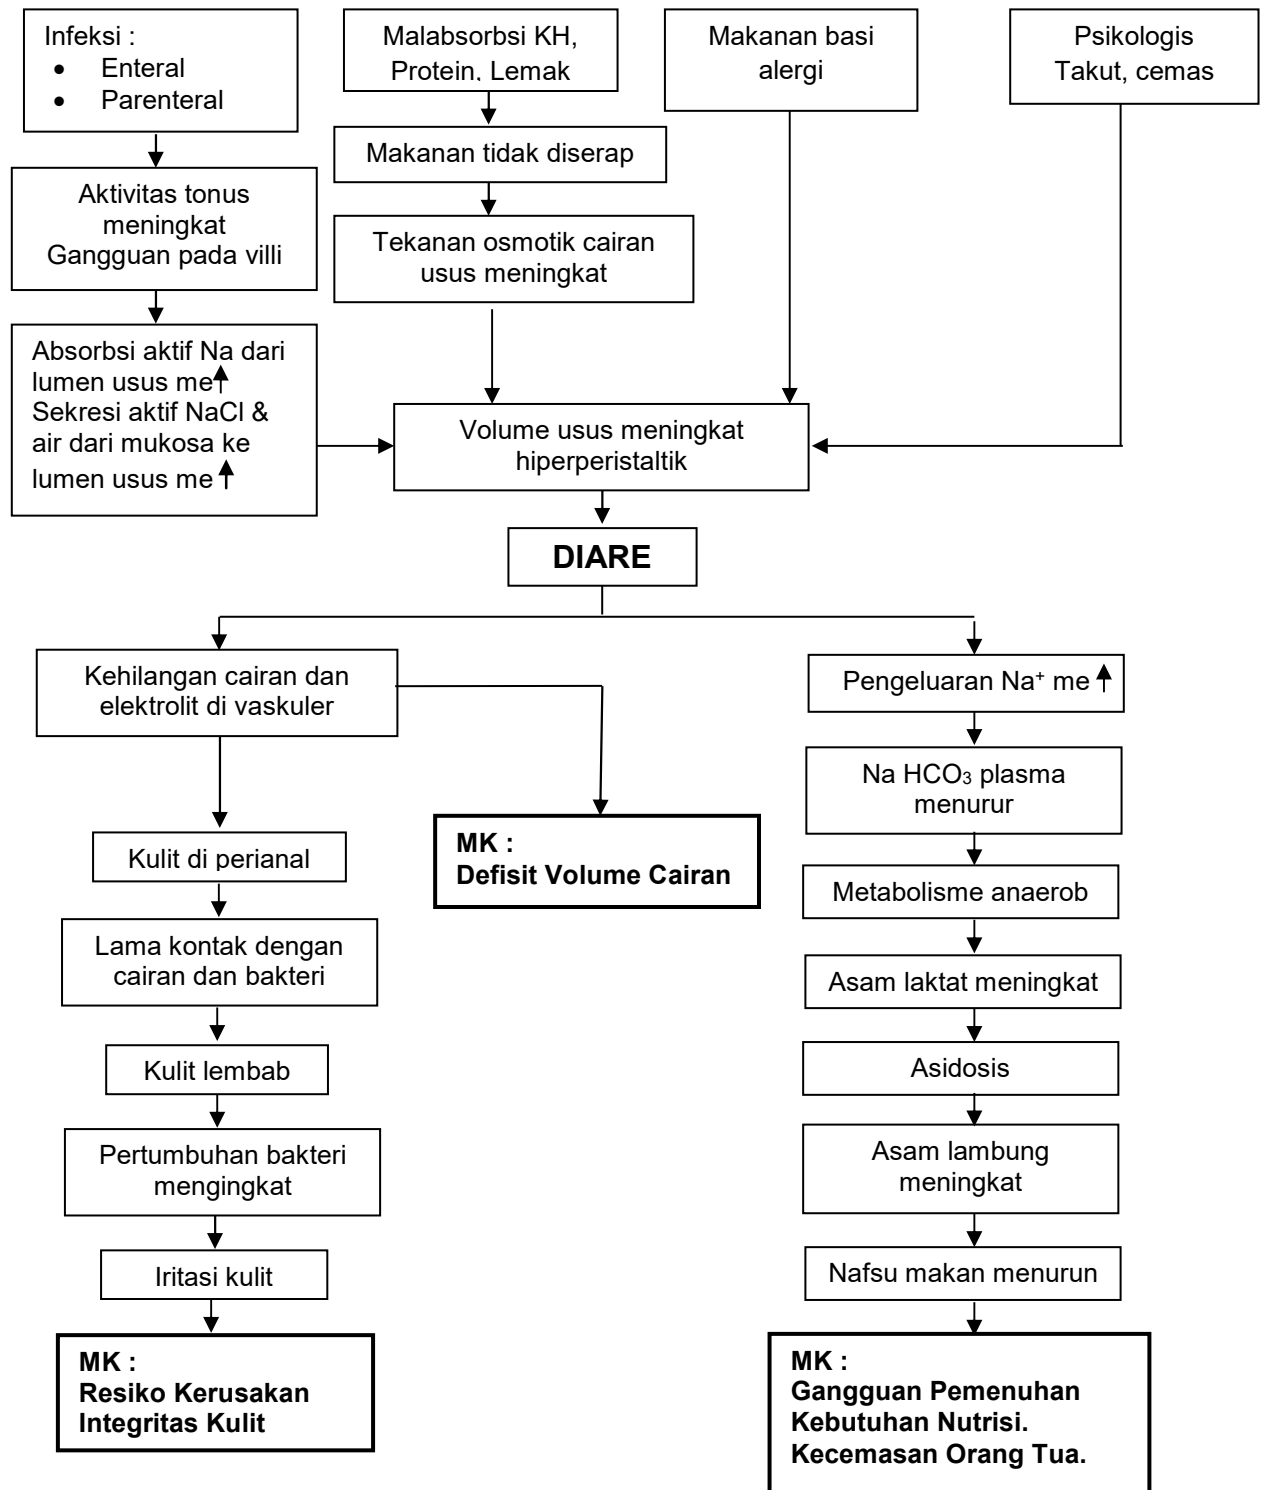 Infeksi :
• Enteral
• Parenteral
Malabsorbsi KH,
Protein, Lemak
Makanan basi
alergi
Psikologis
Takut, cemas
Makanan tidak diserap
Aktivitas tonus
meningkat
Gangguan pada villi
Tekanan osmotik cairan
usus meningkat
Absorbsi aktif Na dari
lumen usus me↑
Sekresi aktif NaCl &
air dari mukosa ke
lumen usus me↑
Volume usus meningkat
hiperperistaltik
DIARE
Kehilangan cairan dan
elektrolit di vaskuler
Pengeluaran Na⁺ me↑
Na HCO₃ plasma
menurur
MK :
Defisit Volume Cairan
Kulit di perianal
Metabolisme anaerob
Lama kontak dengan
cairan dan bakteri
Asam laktat meningkat
Kulit lembab
Asidosis
Pertumbuhan bakteri
mengingkat
Asam lambung
meningkat
Iritasi kulit
Nafsu makan menurun
MK :
Resiko Kerusakan
Integritas Kulit
MK :
Gangguan Pemenuhan
Kebutuhan Nutrisi.
Kecemasan Orang Tua.